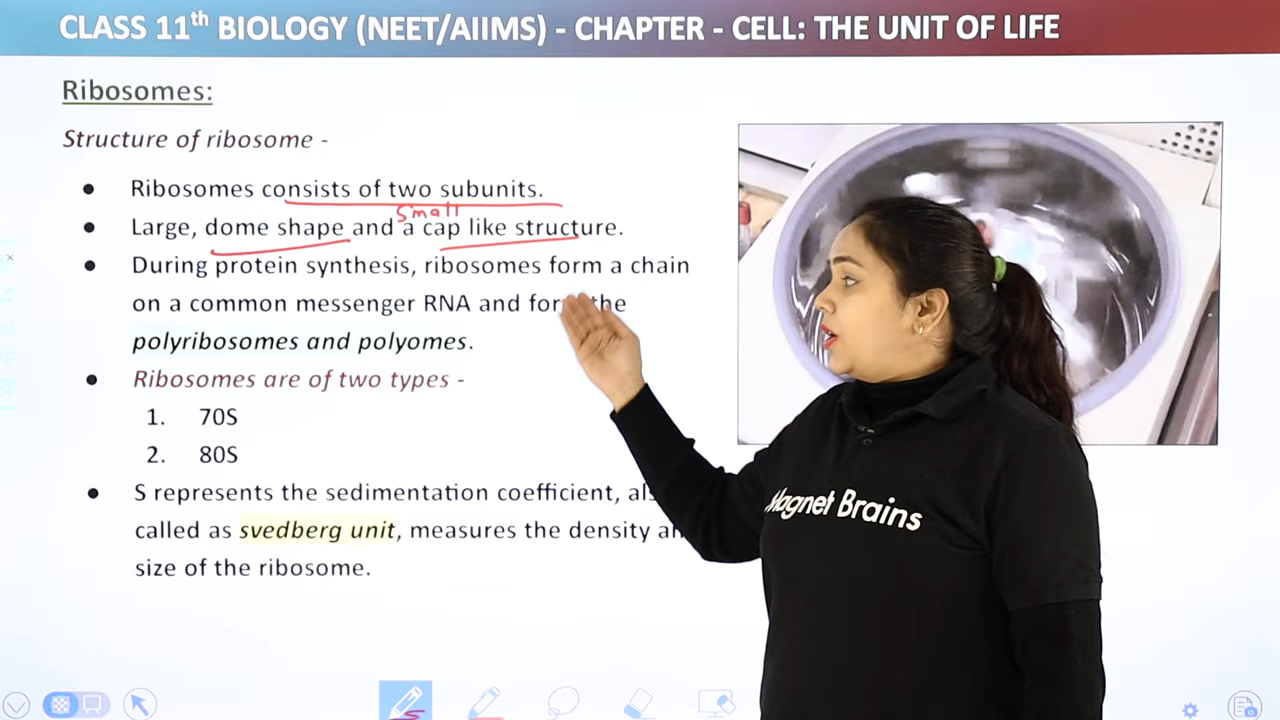 CLASS 11th BIOLOGY (NEET/AIIMS) - CHAPTER - CELL: THE UNIT OF LIFE
Ribosomes:
Structure of ribosome -
● Ribosomes consists of two subunits.
small
● Large, dome shape and a cap like structure.
● During protein synthesis, ribosomes form a chain
on a common messenger RNA and form the
polyribosomes and polyomes.
● Ribosomes are of two types -
1. 70S
2. 80S
● S represents the sedimentation coefficient,
called as svedberg unit, measures the density
size of the ribosome.
Magnet Brains